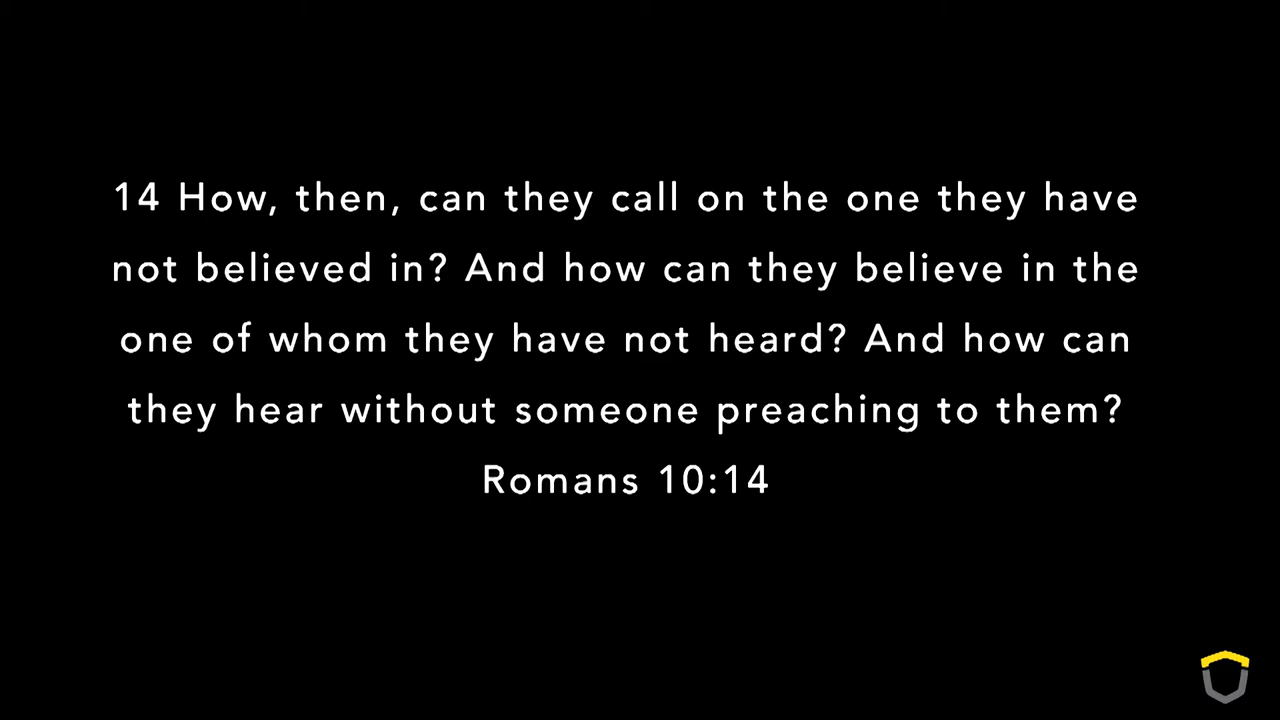 14 How, then, can they call on the one they have
not believed in? And how can they believe in the
one of whom they have not heard? And how can
they hear without someone preaching to them?
Romans 10:14